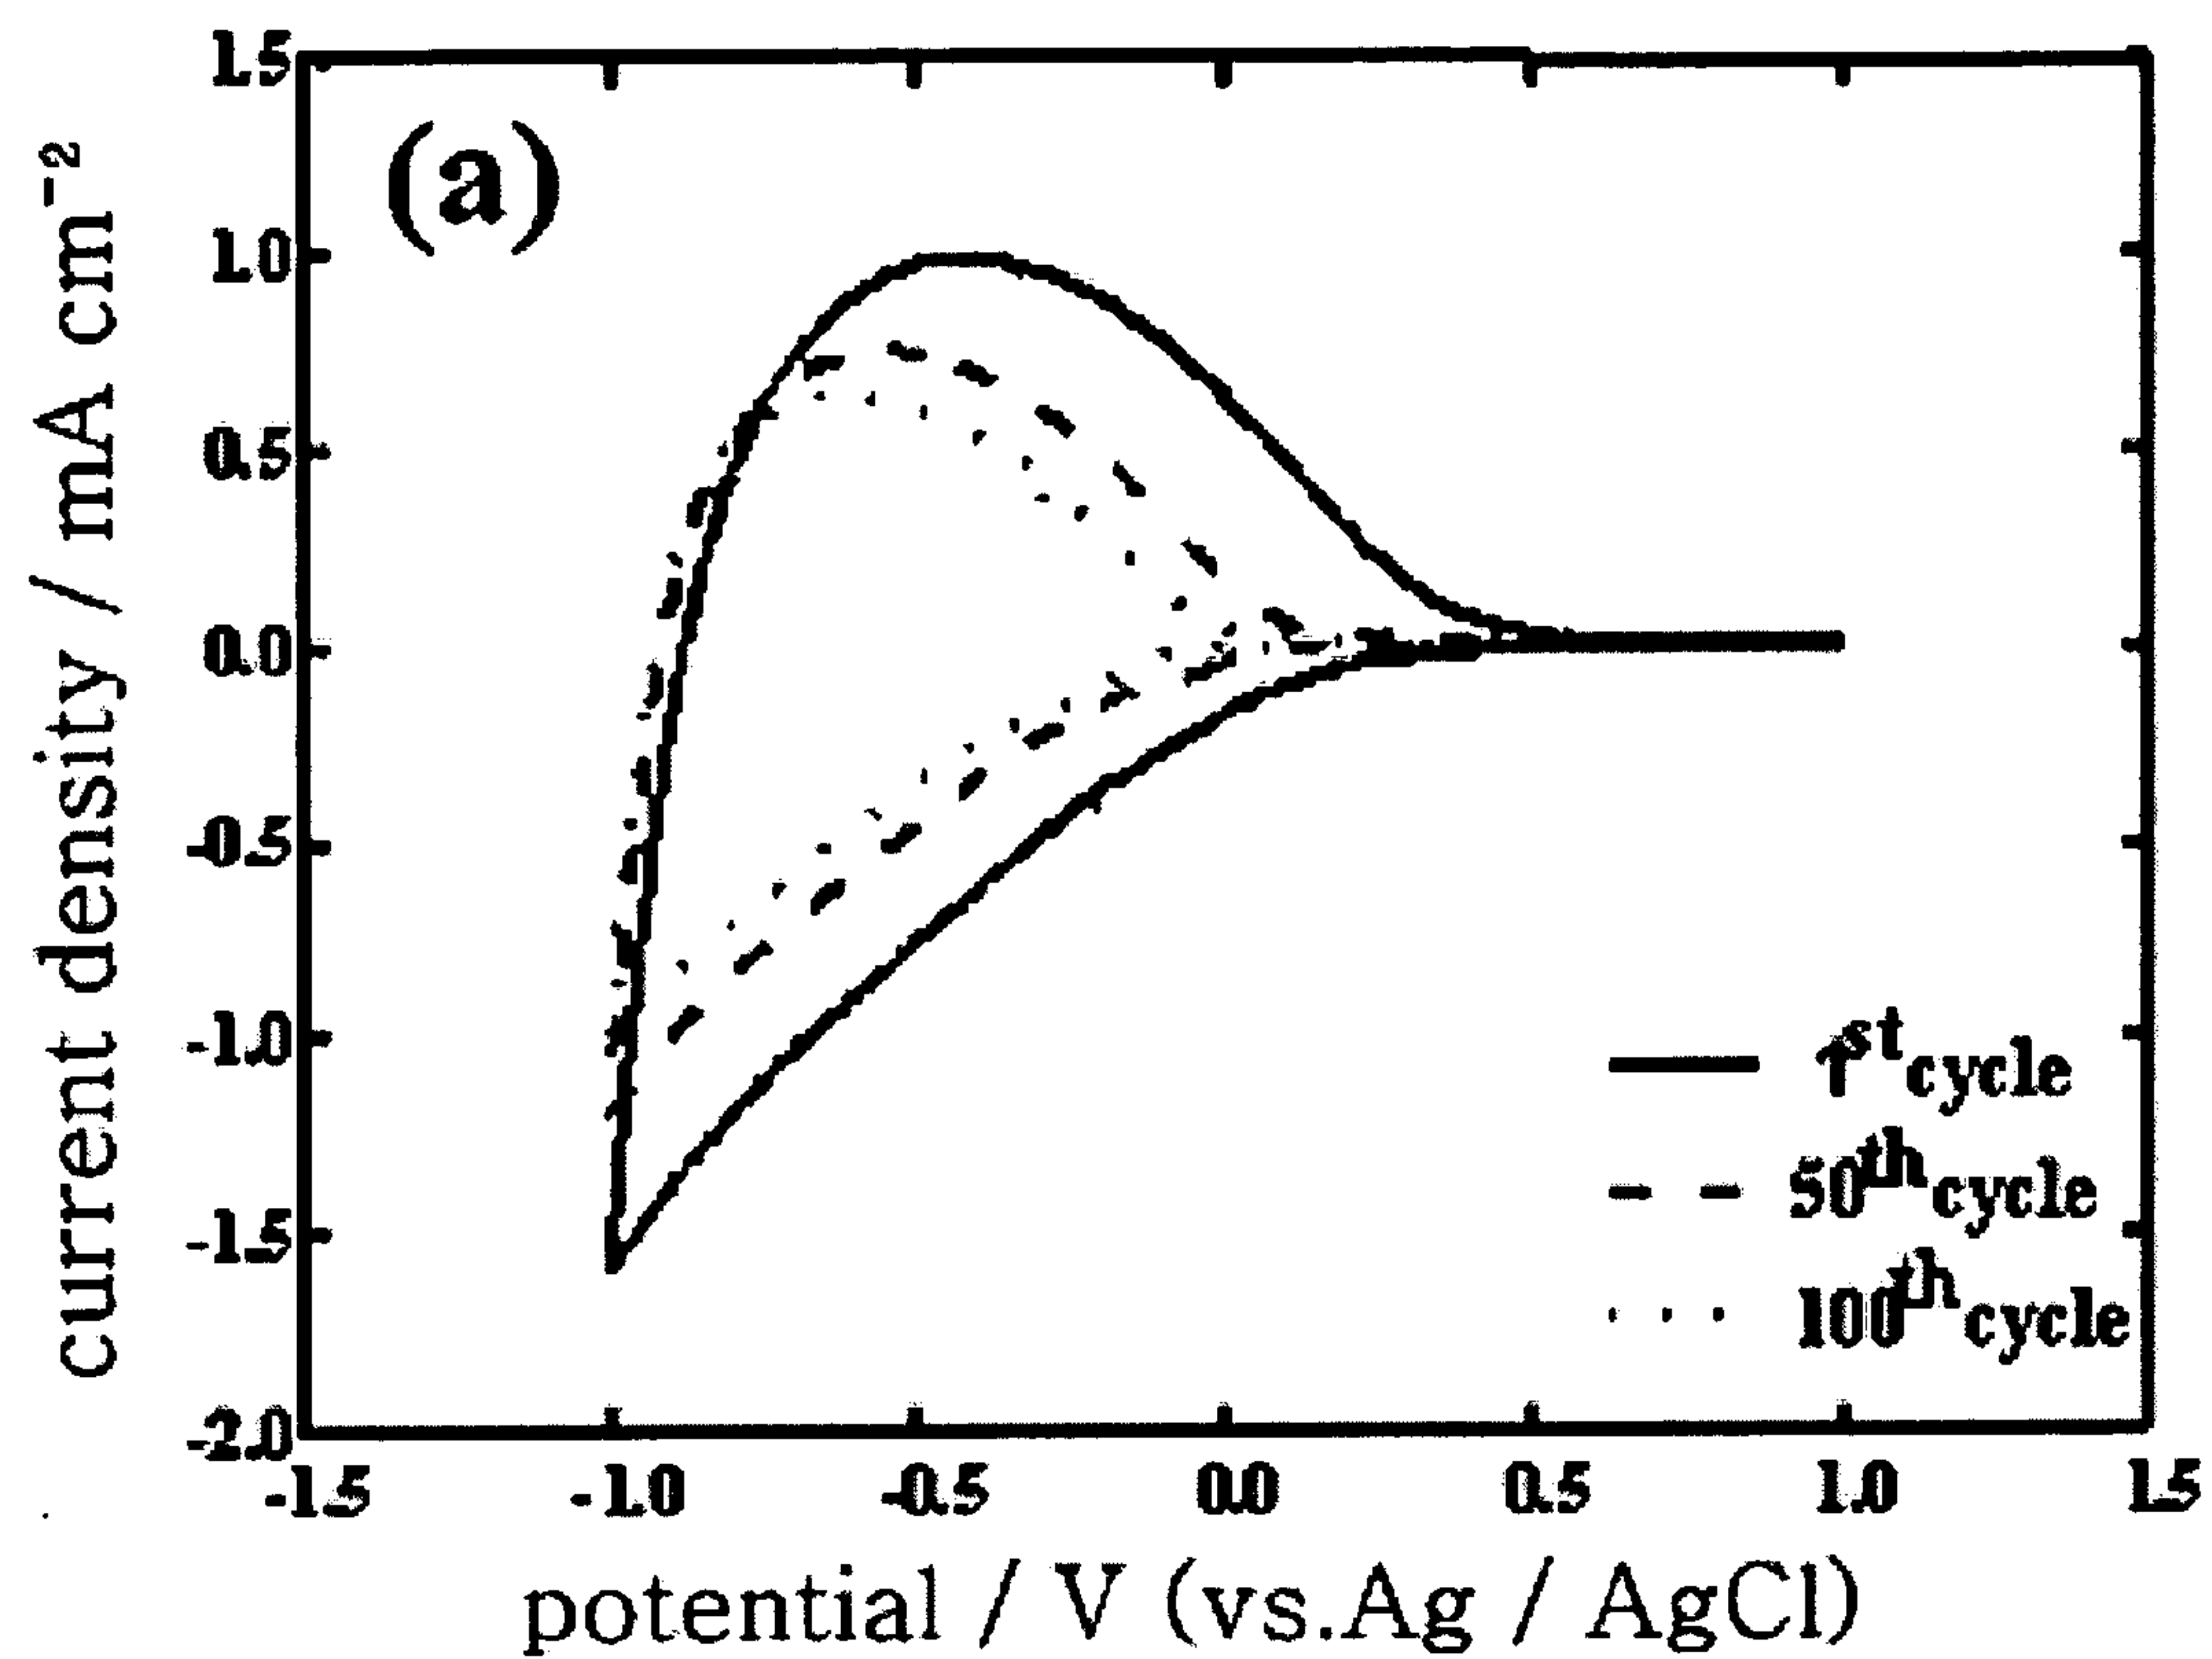 (a)
current density / mA cm⁻²
1.5
1.0
0.5
0.0
-0.5
-1.0
-1.5
-2.0
1st cycle
50th cycle
100th cycle
-1.5 -1.0 -0.5 0.0 0.5 1.0 1.5
potential / V (vs.Ag / AgCl)